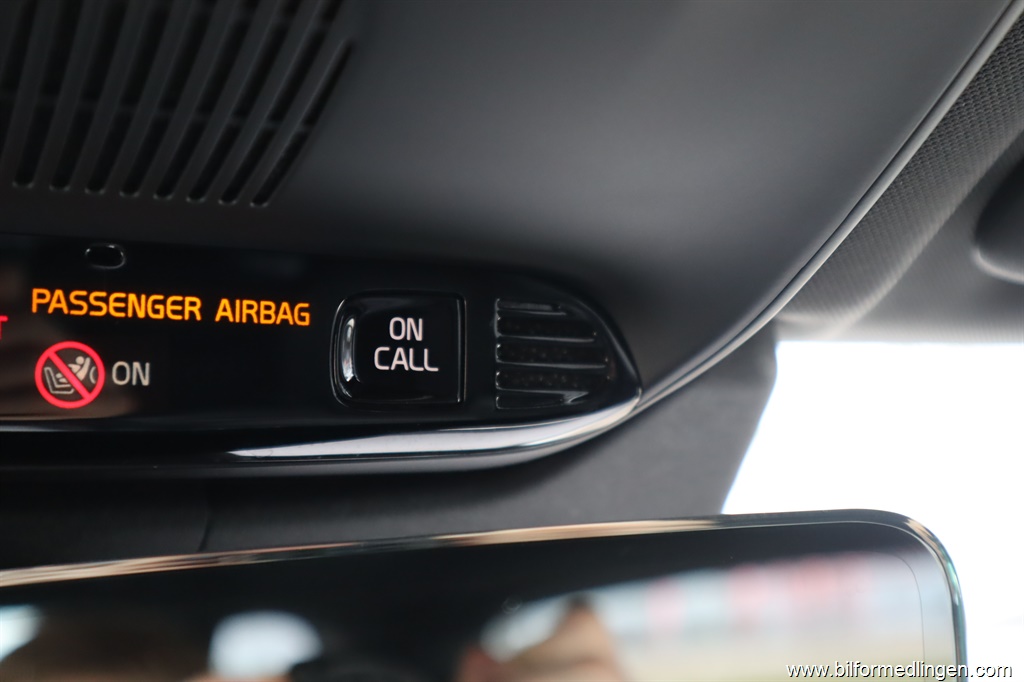 PASSENGER AIRBAG
ON
ON
CALL
www.bilformedlingen.com